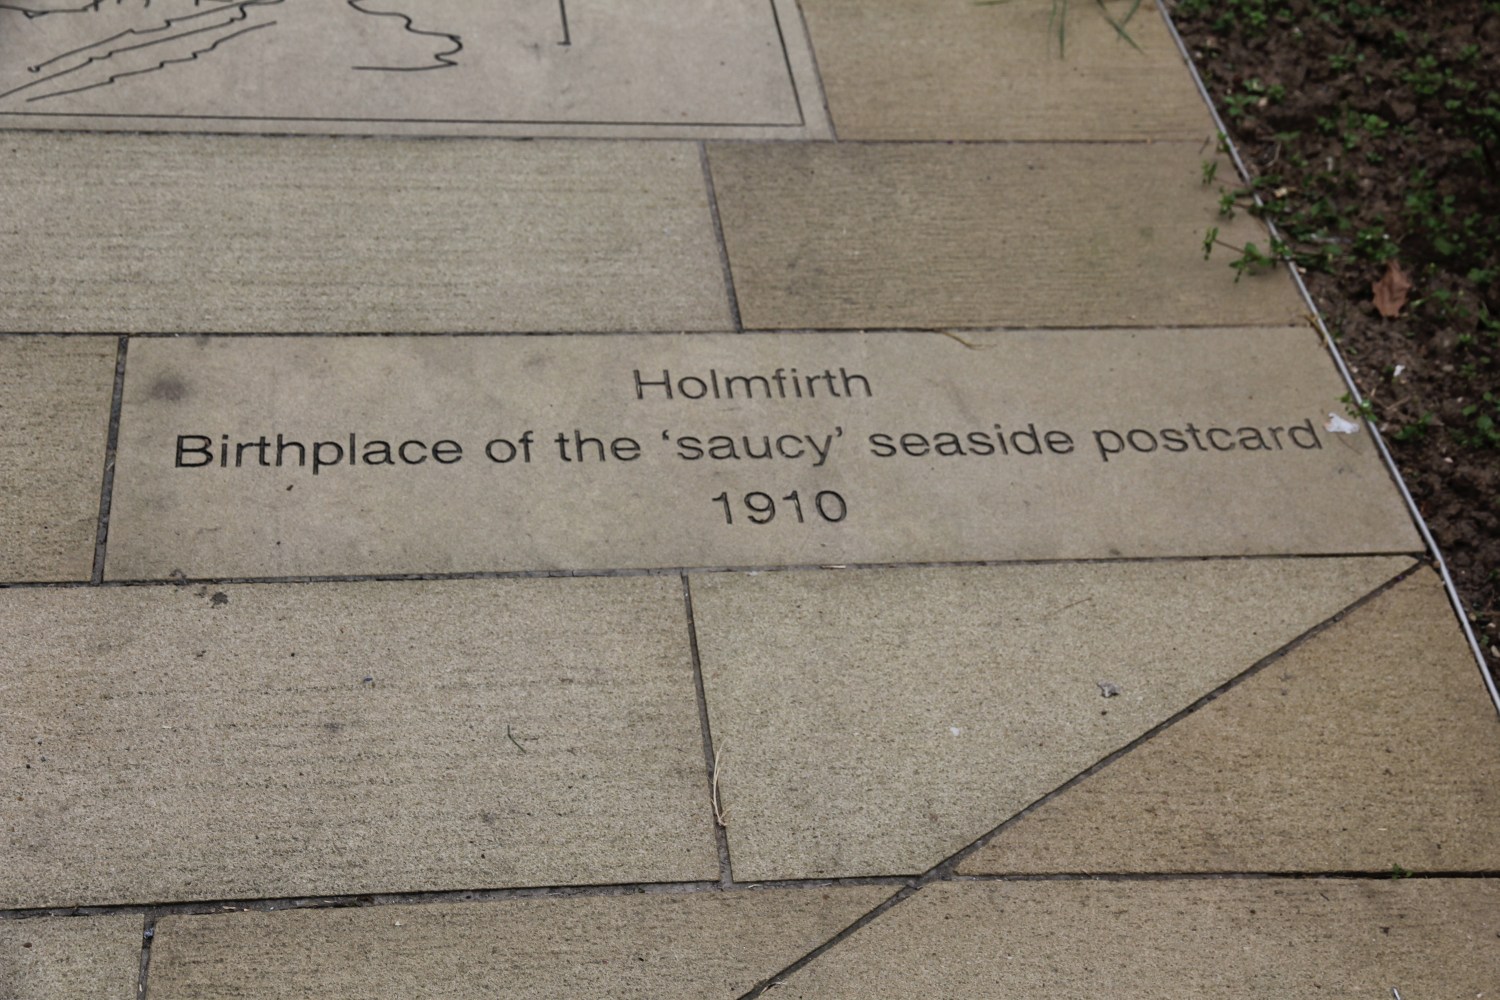 Holmfirth
Birthplace of the ‘saucy’ seaside postcard
1910